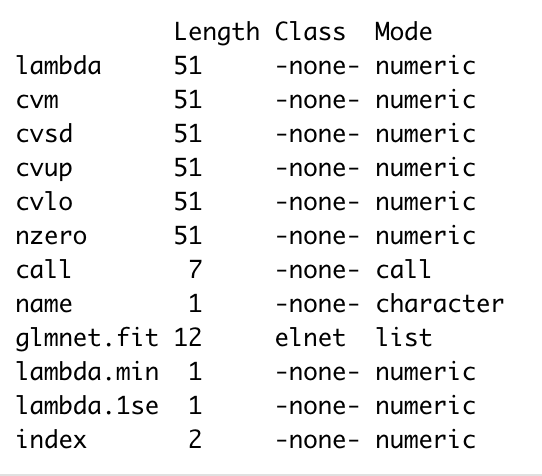 Length Class Mode
lambda 51 -none- numeric
cvm 51 -none- numeric
cvsd 51 -none- numeric
cvup 51 -none- numeric
cvlo 51 -none- numeric
nzero 51 -none- numeric
call 7 -none- call
name 1 -none- character
glmnet.fit 12 elnet list
lambda.min 1 -none- numeric
lambda.1se 1 -none- numeric
index 2 -none- numeric